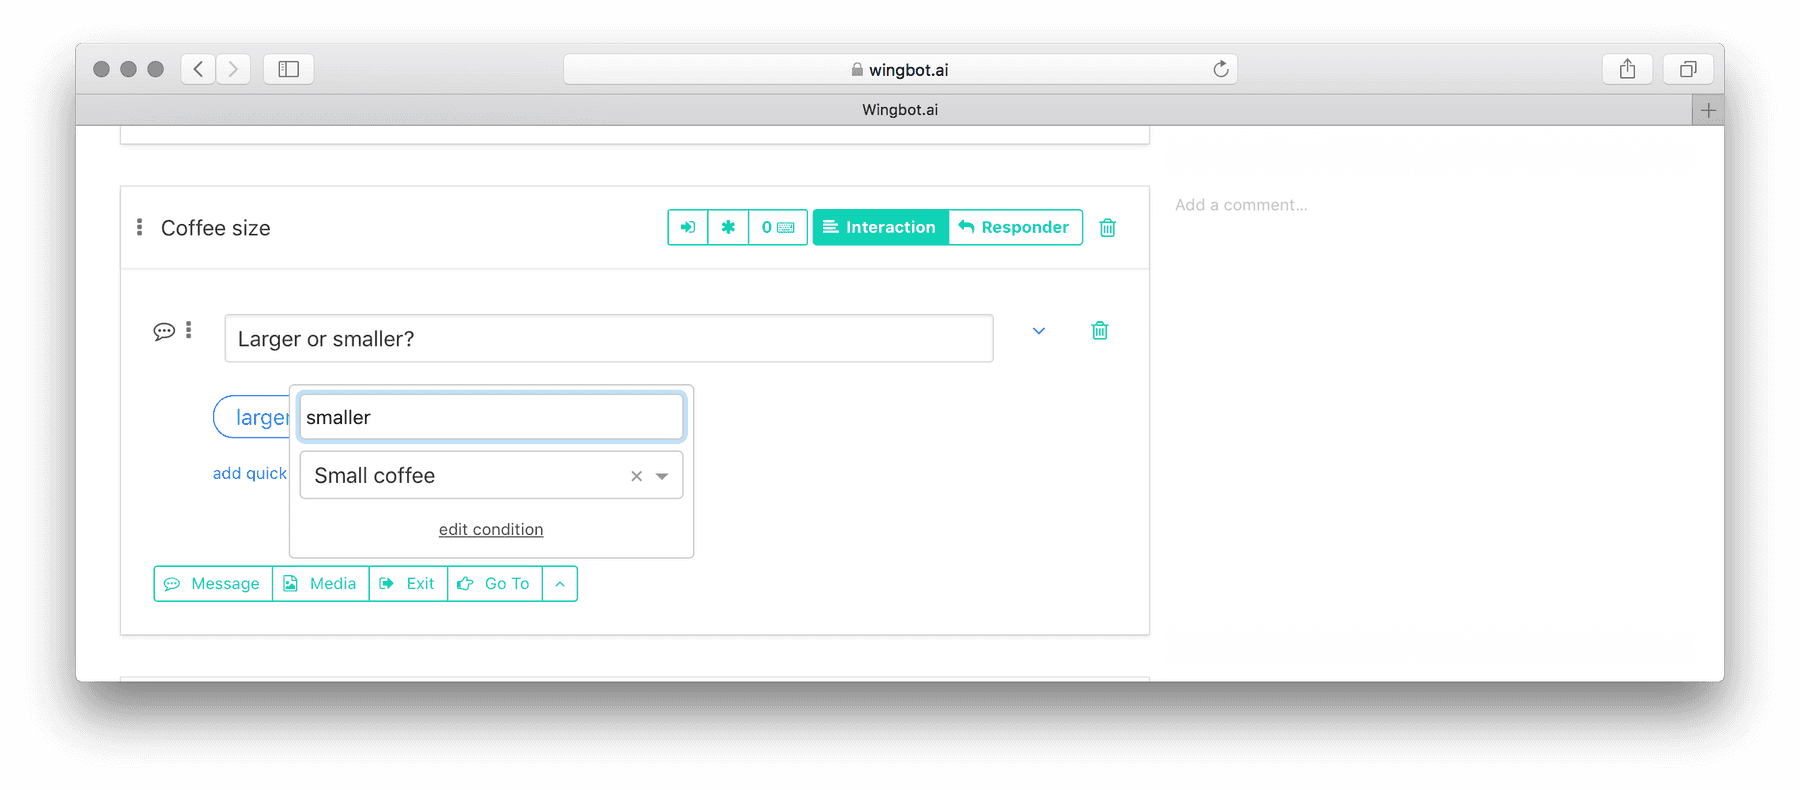 wingbot.ai
Wingbot.ai
Coffee size
0
Interaction
Responder
Add a comment...
Larger or smaller?
larger
smaller
add quick
Small coffee
edit condition
Message
Media
Exit
Go To